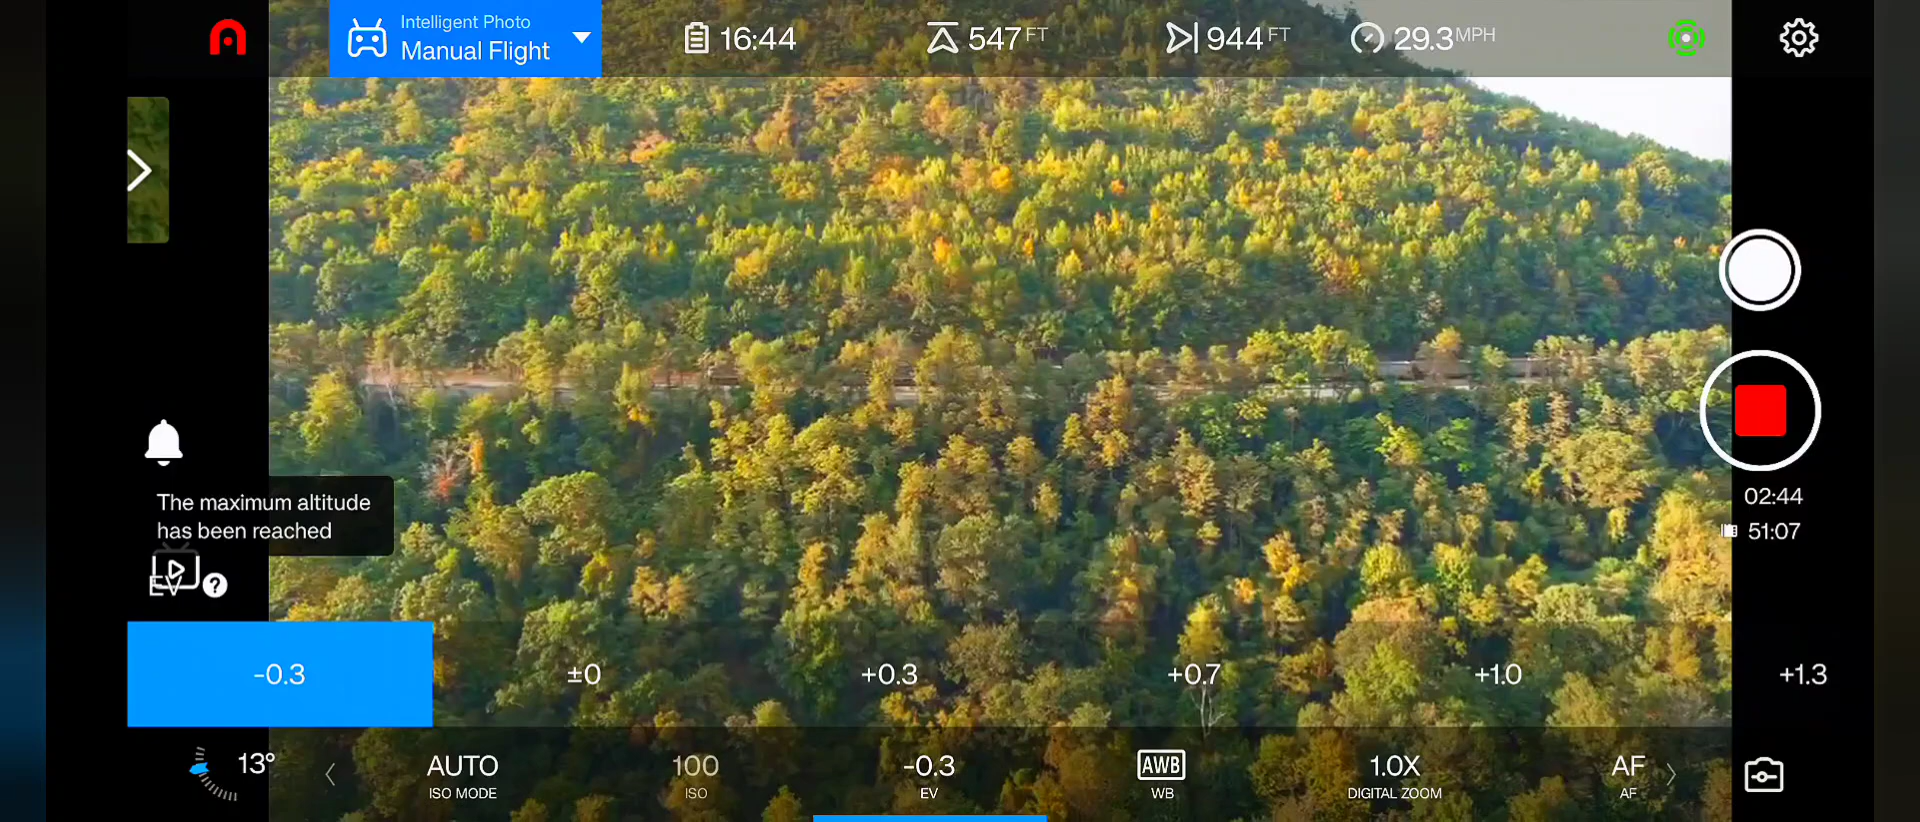 Intelligent Photo
Manual Flight
16:44
547 FT
944 FT
29.3 MPH
The maximum altitude
has been reached
EV
?
02:44
51:07
-0.3 ±0 +0.3 +0.7 +1.0 +1.3
13°
AUTO 100 -0.3 AWB 1.0X AF
ISO MODE ISO EV WB DIGITAL ZOOM AF